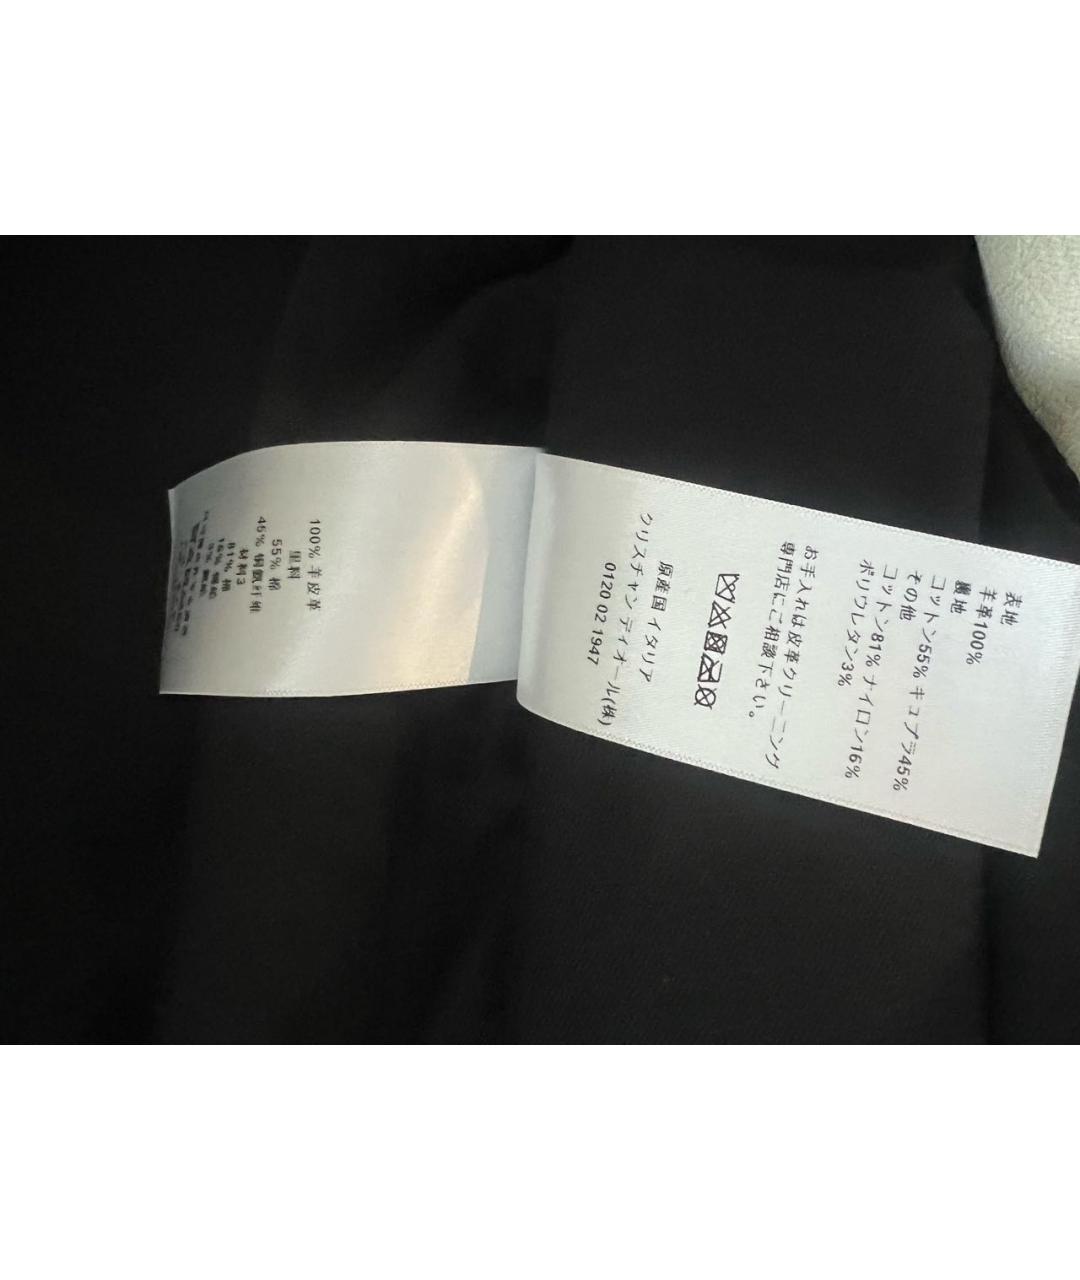 表地
羊革100%
裏地
コットン55% キュプラ45%
その他
コットン81% ナイロン16%
ポリウレタン3%
お手入れは皮革クリーニング
専門店にご相談下さい。
原産国 イタリア
クリスチャン ディオール(株)
0120 02 1947
100% 羊皮革
里料
55% 棉
45% 铜氨纤维
材料3
81% 棉
16% 锦纶